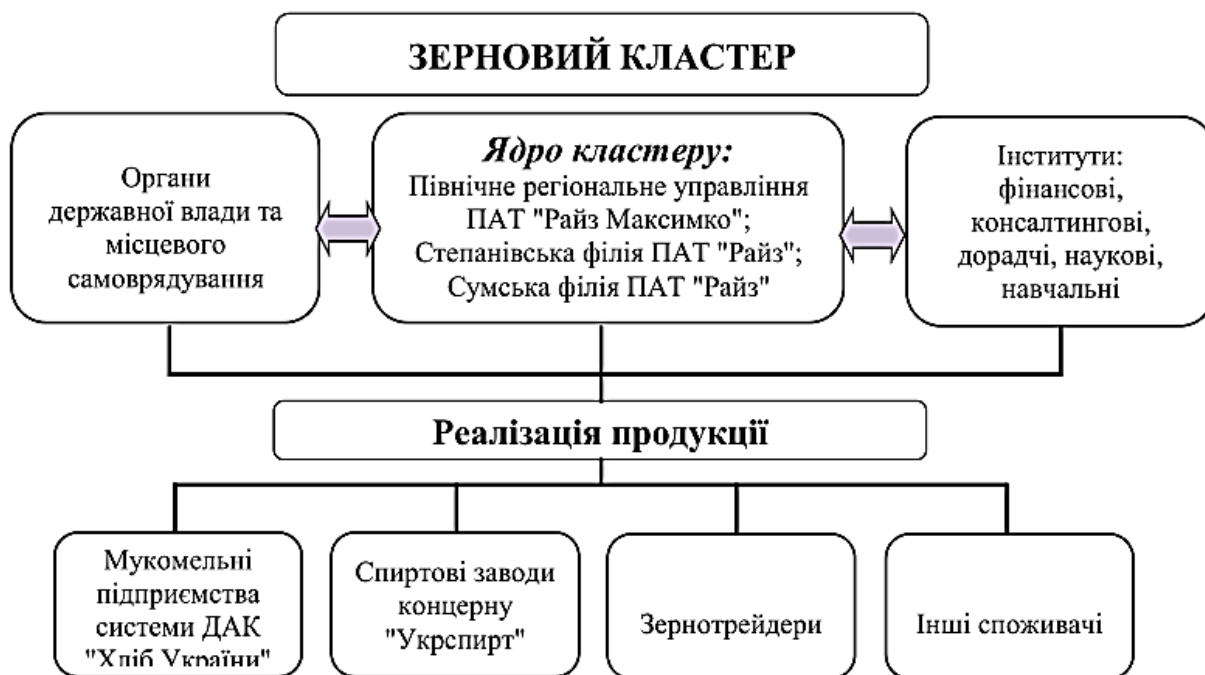 ЗЕРНОВИЙ КЛАСТЕР
Органи
державної влади та
місцевого
самоврядування
Ядро кластеру:
Північне регіональне управління
ПАТ "Райз Максимко";
Степанівська філія ПАТ "Райз";
Сумська філія ПАТ "Райз"
Інститути:
фінансові,
консалтингові,
дорадчі, наукові,
навчальні
Реалізація продукції
Мукомельні
підприємства
системи ДАК
"Хліб України"
Спиртові заводи
концерну
"Укрспирт"
Зернотрейдери
Інші споживачі